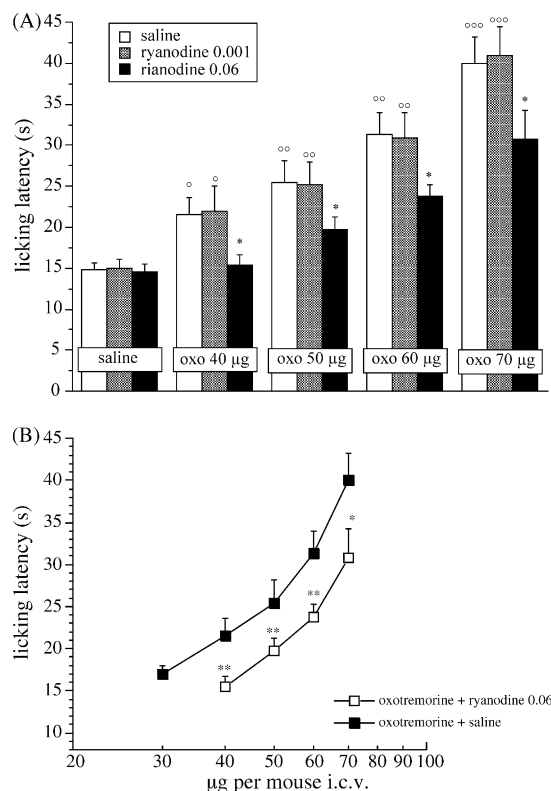 (A)
45
40
35
30
25
20
15
10
5
0
licking latency (s)
saline
ryanodine 0.001
rianodine 0.06
°
°
*
°°
°°
*
°°
°°
*
°°°
°°°
*
saline
oxo 40 µg
oxo 50 µg
oxo 60 µg
oxo 70 µg
(B)
45
40
35
30
25
20
15
10
licking latency (s)
**
**
**
*
oxotremorine + ryanodine 0.06
oxotremorine + saline
20
30
40
50
60
70
80
90
100
µg per mouse i.c.v.